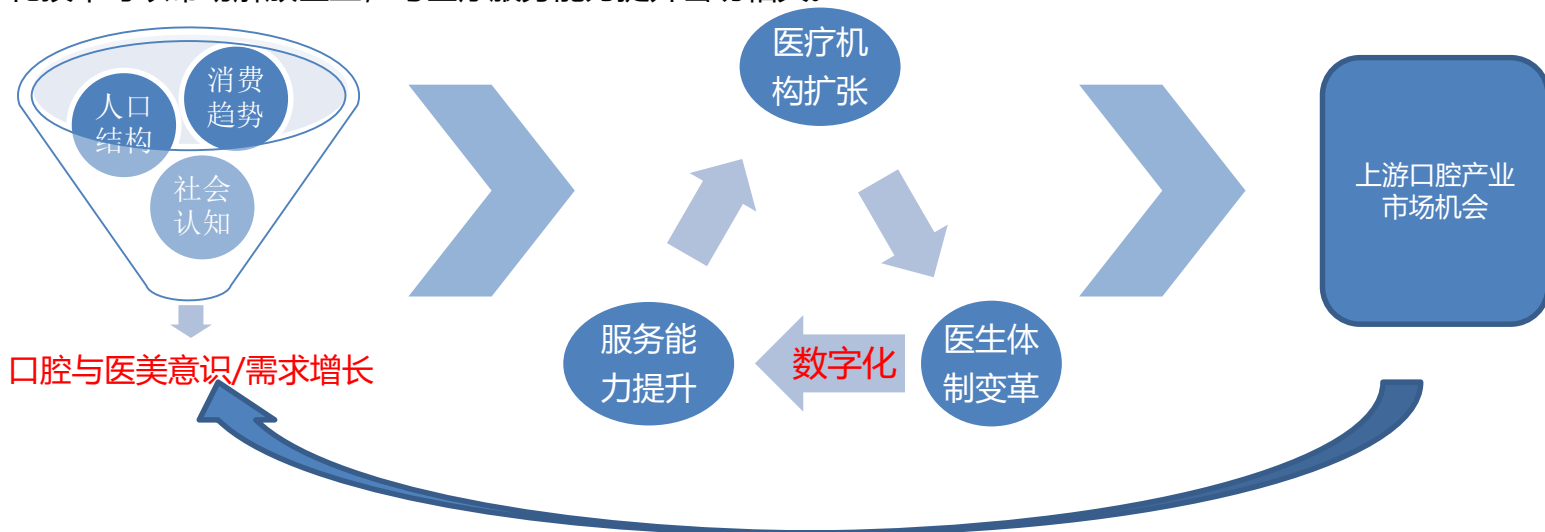 人口
结构
消费
趋势
社会
认知
口腔与医美意识/需求增长
医疗机
构扩张
医生体
制变革
数字化
服务能
力提升
上游口腔产业
市场机会